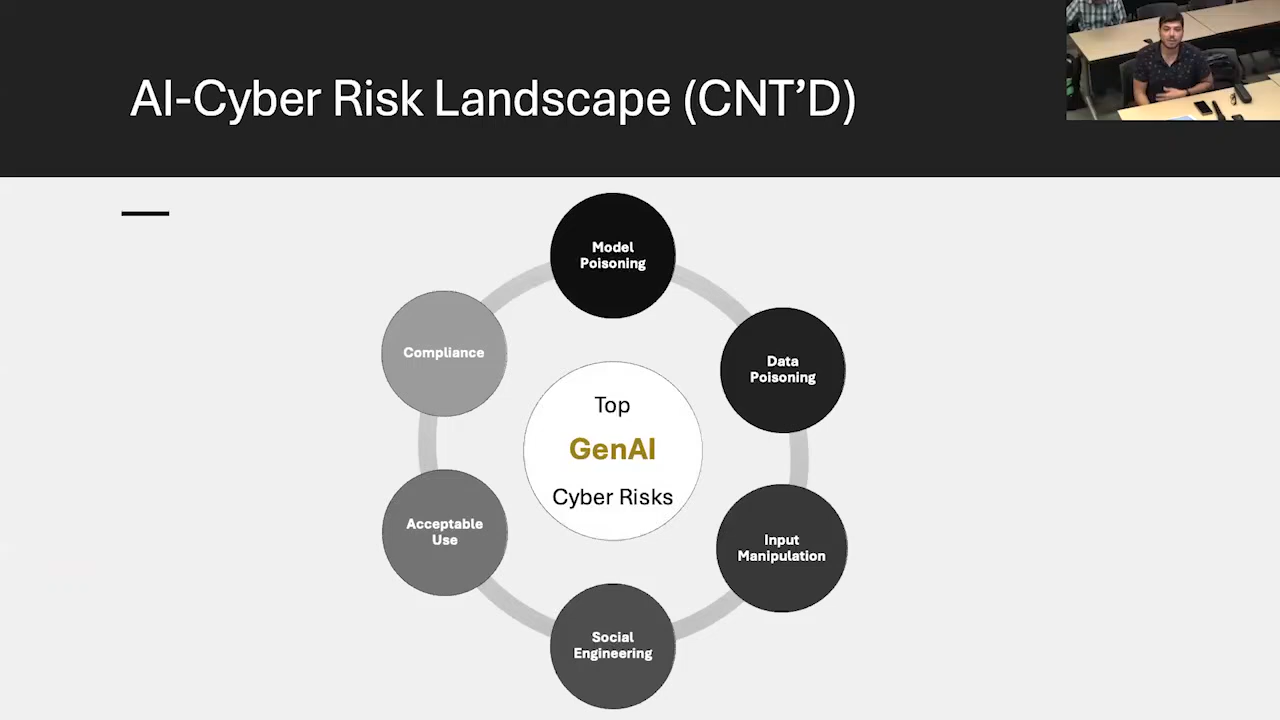 AI-Cyber Risk Landscape (CNT’D)
Model
Poisoning
Data
Poisoning
Input
Manipulation
Social
Engineering
Acceptable
Use
Compliance
Top
GenAI
Cyber Risks